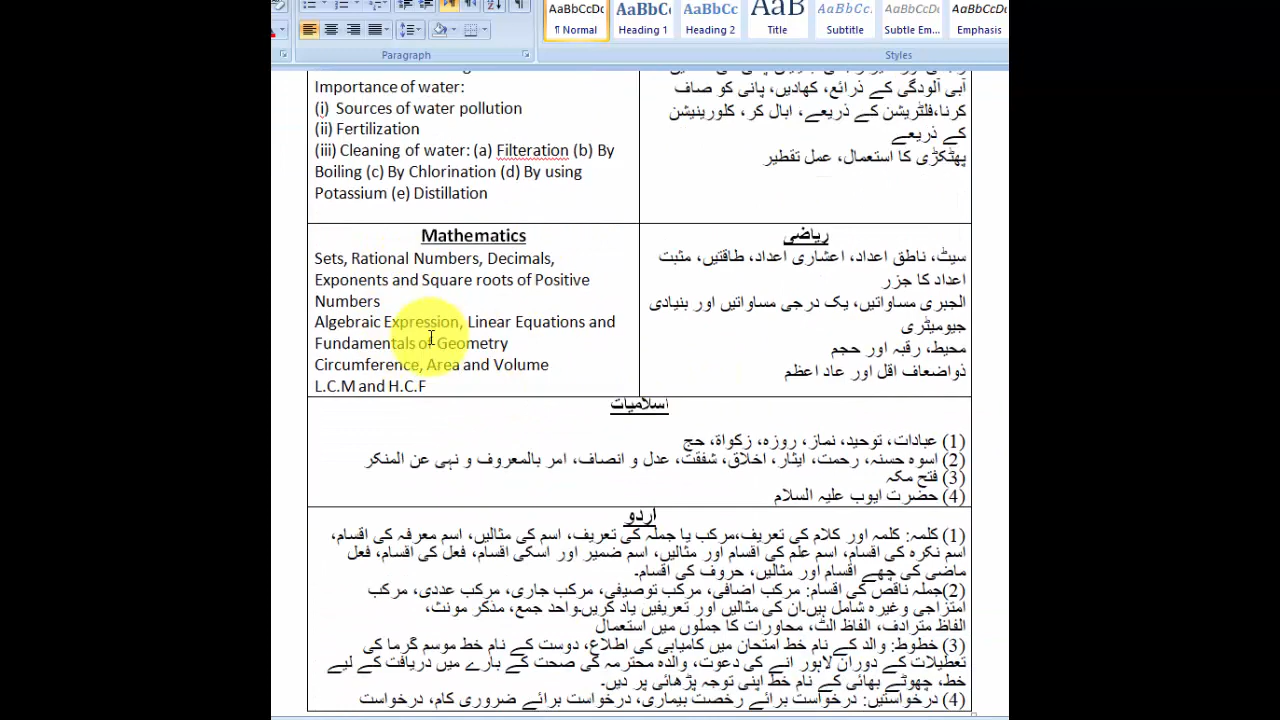 AaBbCcDc AaBbCc AaBbCc AaB AaBbCcI AaBbCcDc AaBbCcDc
¶ Normal Heading 1 Heading 2 Title Subtitle Subtle Em... Emphasis
Paragraph Styles
Importance of water:
(i) Sources of water pollution
(ii) Fertilization
(iii) Cleaning of water: (a) Filteration (b) By
Boiling (c) By Chlorination (d) By using
Potassium (e) Distillation
آبی آلودگی کے ذرائع، کھادیں، پانی کو صاف
کرنا،فلٹریشن کے ذریعے، ابال کر، کلورینیشن
کے ذریعے
پھٹکڑی کا استعمال، عمل تقطیر
Mathematics
Sets, Rational Numbers, Decimals,
Exponents and Square roots of Positive
Numbers
Algebraic Expression, Linear Equations and
Fundamentals of Geometry
Circumference, Area and Volume
L.C.M and H.C.F
ریاضی
سیٹ، ناطق اعداد، اعشاری اعداد، طاقتیں، مثبت
اعداد کا جزر
الجبری مساواتیں، یک درجی مساواتیں اور بنیادی
جیومیٹری
محیط، رقبہ اور حجم
ذواضعاف اقل اور عاد اعظم
اسلامیات
(1) عبادات، توحید، نماز، روزہ، زکواۃ، حج
(2) اسوہ حسنہ، رحمت، ایثار، اخلاق، شفقت، عدل و انصاف، امر بالمعروف و نہی عن المنکر
(3) فتح مکہ
(4) حضرت ایوب علیہ السلام
اردو
(1) کلمہ: کلمہ اور کلام کی تعریف،مرکب یا جملہ کی تعریف، اسم کی مثالیں، اسم معرفہ کی اقسام،
اسم نکرہ کی اقسام، اسم علم کی اقسام اور مثالیں، اسم ضمیر اور اسکی اقسام، فعل کی اقسام، فعل
ماضی کی چھے اقسام اور مثالیں، حروف کی اقسام۔
(2)جملہ ناقص کی اقسام: مرکب اضافی، مرکب توصیفی، مرکب جاری، مرکب عددی، مرکب
امتزاجی وغیرہ شامل ہیں۔ان کی مثالیں اور تعریفیں یاد کریں۔واحد جمع، مذکر مونث،
الفاظ مترادف، الفاظ الٹ، محاورات کا جملوں میں استعمال
(3) خطوط: والد کے نام خط امتحان میں کامیابی کی اطلاع، دوست کے نام خط موسم گرما کی
تعطیلات کے دوران لاہور آنے کی دعوت، والدہ محترمہ کی صحت کے بارے میں دریافت کے لیے
خط، چھوٹے بھائی کے نام خط اپنی توجہ پڑھائی پر دیں۔
(4) درخواستیں: درخواست برائے رخصت بیماری، درخواست برائے ضروری کام، درخواست